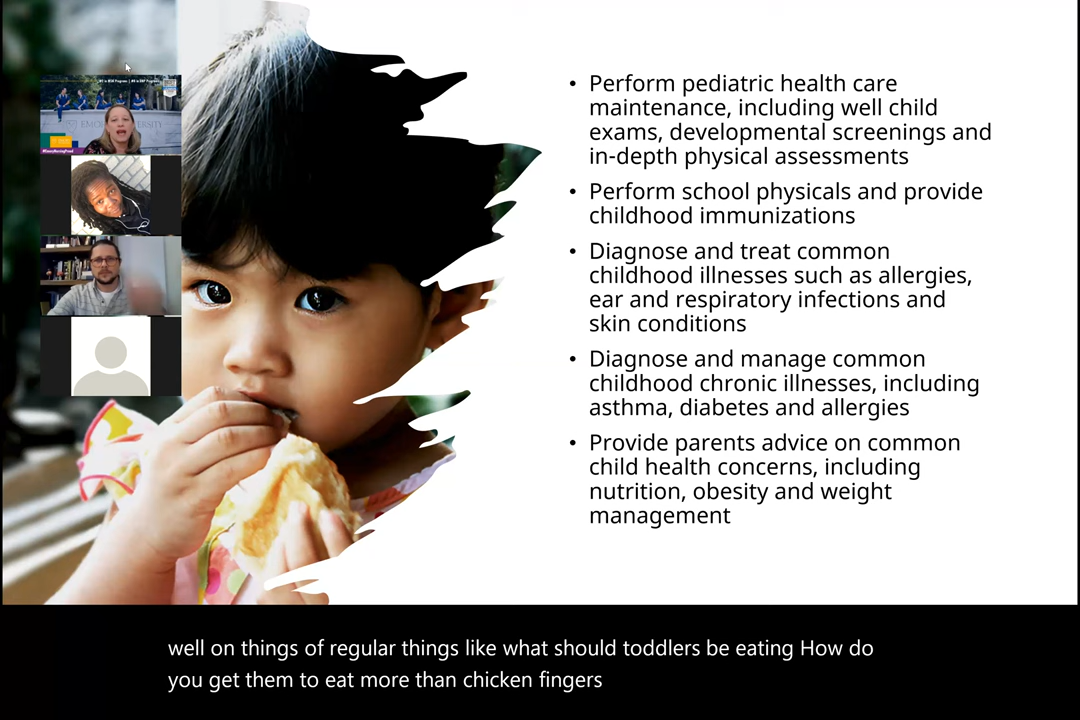 • Perform pediatric health care
maintenance, including well child
exams, developmental screenings and
in-depth physical assessments
• Perform school physicals and provide
childhood immunizations
• Diagnose and treat common
childhood illnesses such as allergies,
ear and respiratory infections and
skin conditions
• Diagnose and manage common
childhood chronic illnesses, including
asthma, diabetes and allergies
• Provide parents advice on common
child health concerns, including
nutrition, obesity and weight
management
well on things of regular things like what should toddlers be eating How do
you get them to eat more than chicken fingers